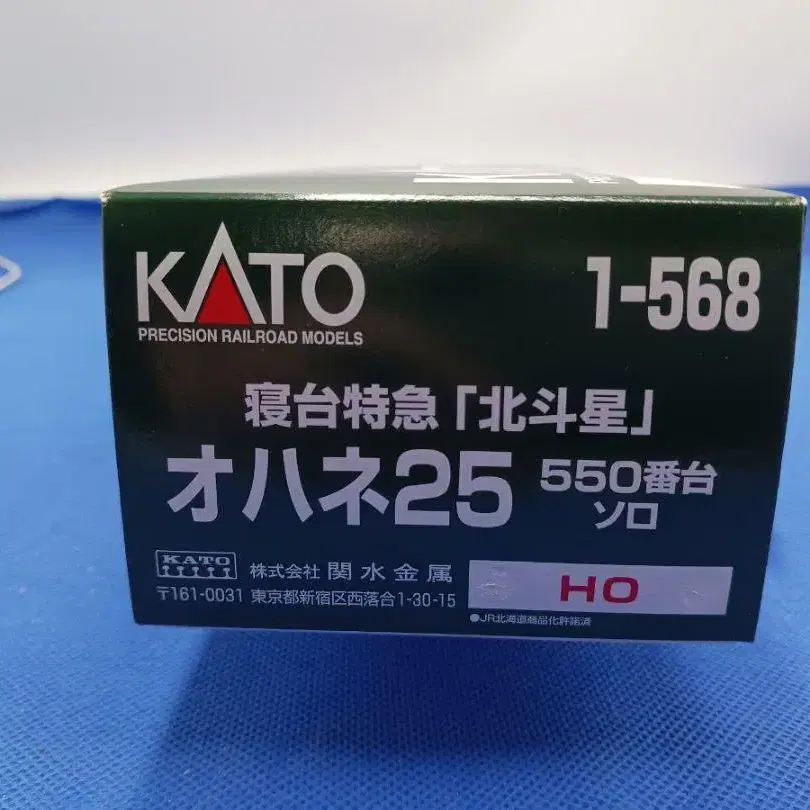 KATO
PRECISION RAILROAD MODELS
1-568
寝台特急「北斗星」
オハネ25 550番台
ソロ
KATO
株式会社 関水金属
〒161-0031 東京都新宿区西落合1-30-15
HO
●JR北海道商品化許諾済